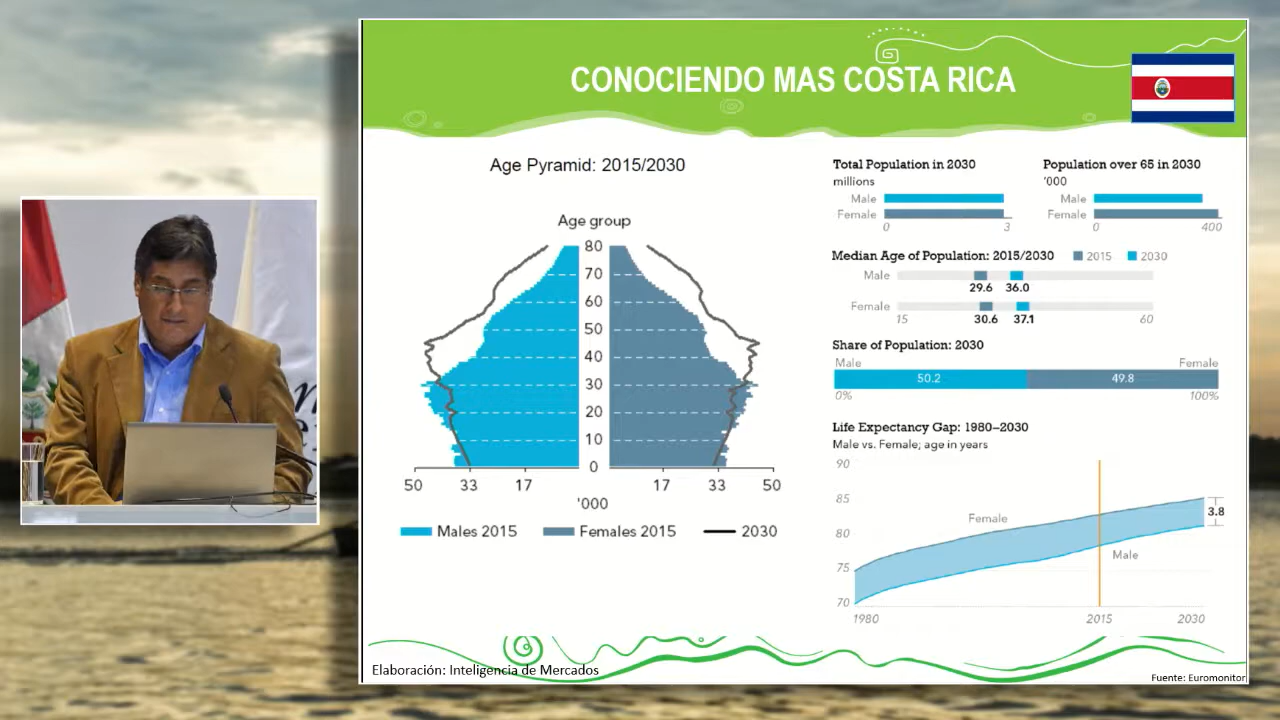 CONOCIENDO MAS COSTA RICA
Age Pyramid: 2015/2030
Age group
80
70
60
50
40
30
20
10
0
50 33 17 17 33 50
'000
Males 2015 Females 2015 2030
Total Population in 2030
millions
Male
Female
0 3
Population over 65 in 2030
'000
Male
Female
0 400
Median Age of Population: 2015/2030 2015 2030
Male
29.6 36.0
Female
15 30.6 37.1 60
Share of Population: 2030
Male Female
50.2 49.8
0% 100%
Life Expectancy Gap: 1980–2030
Male vs. Female; age in years
90
85
80
75
70
Female
Male
3.8
1980 2015 2030
Elaboración: Inteligencia de Mercados
Fuente: Euromonitor